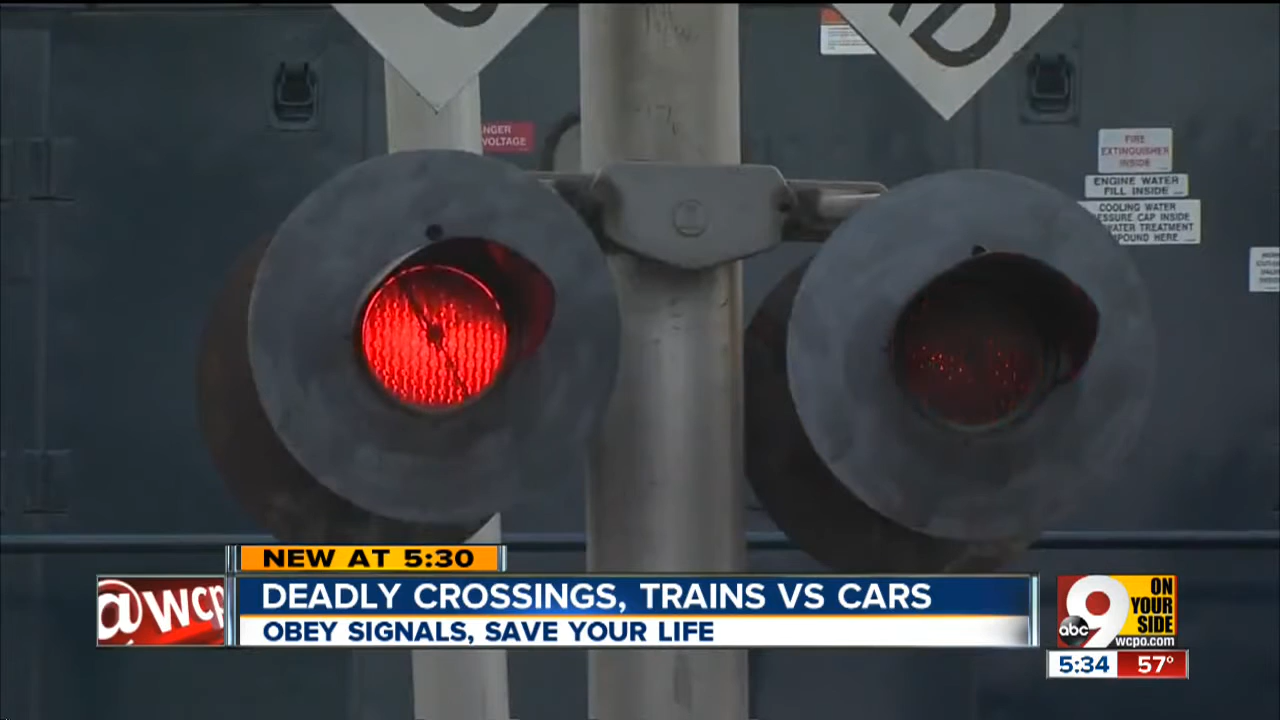 D
NGER
VOLTAGE
FIRE
EXTINGUISHER
INSIDE
ENGINE WATER
FILL INSIDE
COOLING WATER
ESSURE CAP INSIDE
WATER TREATMENT
POUND HERE
NEW AT 5:30
@wcp
DEADLY CROSSINGS, TRAINS VS CARS
OBEY SIGNALS, SAVE YOUR LIFE
abc 9 ON
YOUR
SIDE
wcpo.com
5:34 57°